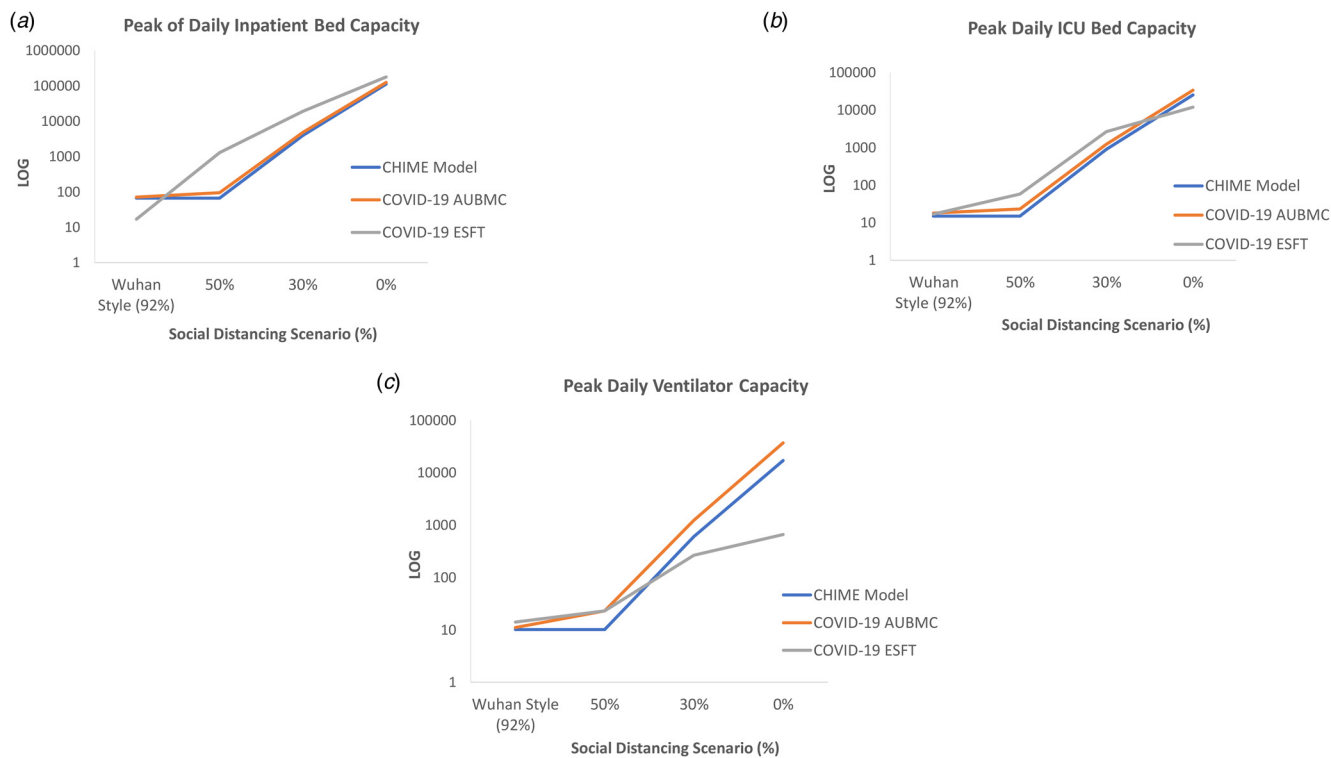 (a)
Peak of Daily Inpatient Bed Capacity
1000000
100000
10000
1000
100
10
1
LOG
CHIME Model
COVID-19 AUBMC
COVID-19 ESFT
Wuhan
Style (92%)
50%
30%
0%
Social Distancing Scenario (%)
(b)
Peak Daily ICU Bed Capacity
100000
10000
1000
100
10
1
LOG
CHIME Model
COVID-19 AUBMC
COVID-19 ESFT
Wuhan
Style (92%)
50%
30%
0%
Social Distancing Scenario (%)
(c)
Peak Daily Ventilator Capacity
100000
10000
1000
100
10
1
LOG
CHIME Model
COVID-19 AUBMC
COVID-19 ESFT
Wuhan Style
(92%)
50%
30%
0%
Social Distancing Scenario (%)